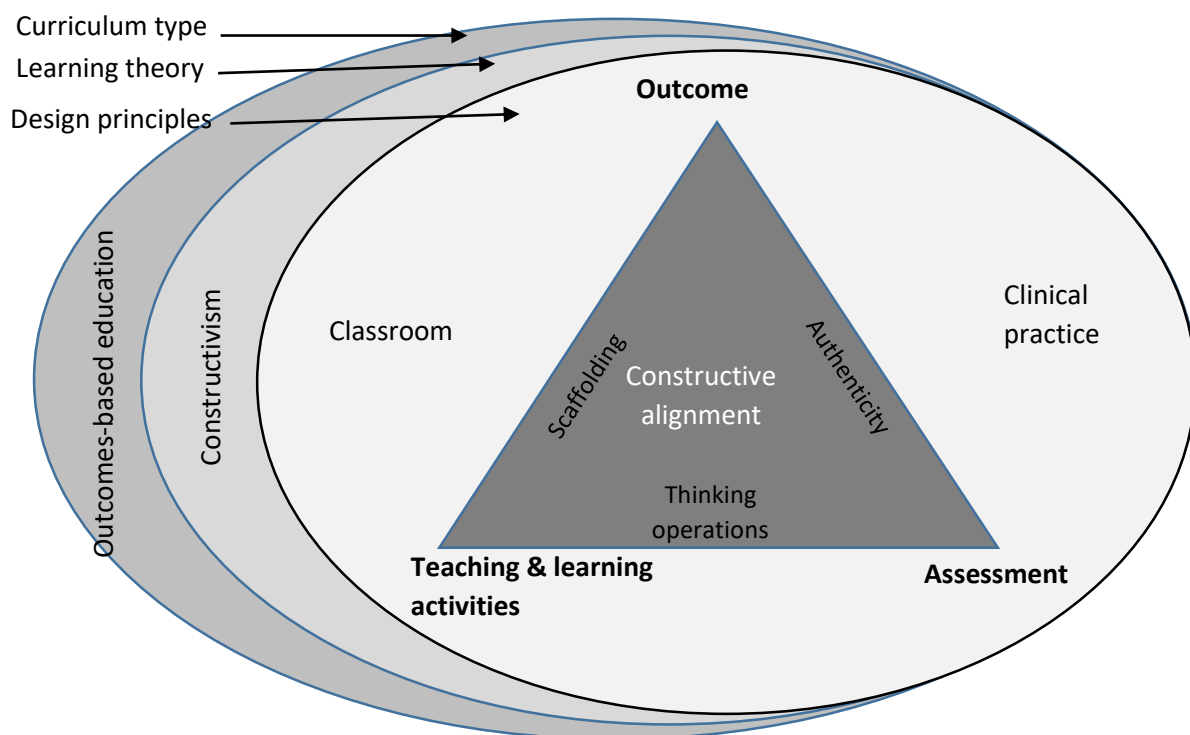 Curriculum type
Learning theory
Design principles
Outcome
Outcomes-based education
Constructivism
Classroom
Scaffolding
Constructive
alignment
Authenticity
Clinical
practice
Thinking
operations
Teaching & learning
activities
Assessment